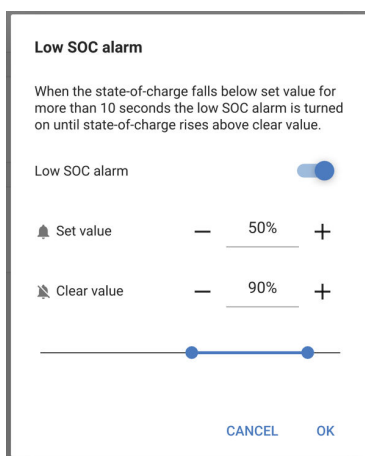 Low SOC alarm
When the state-of-charge falls below set value for
more than 10 seconds the low SOC alarm is turned
on until state-of-charge rises above clear value.
Low SOC alarm
Set value — 50% +
Clear value — 90% +
CANCEL OK